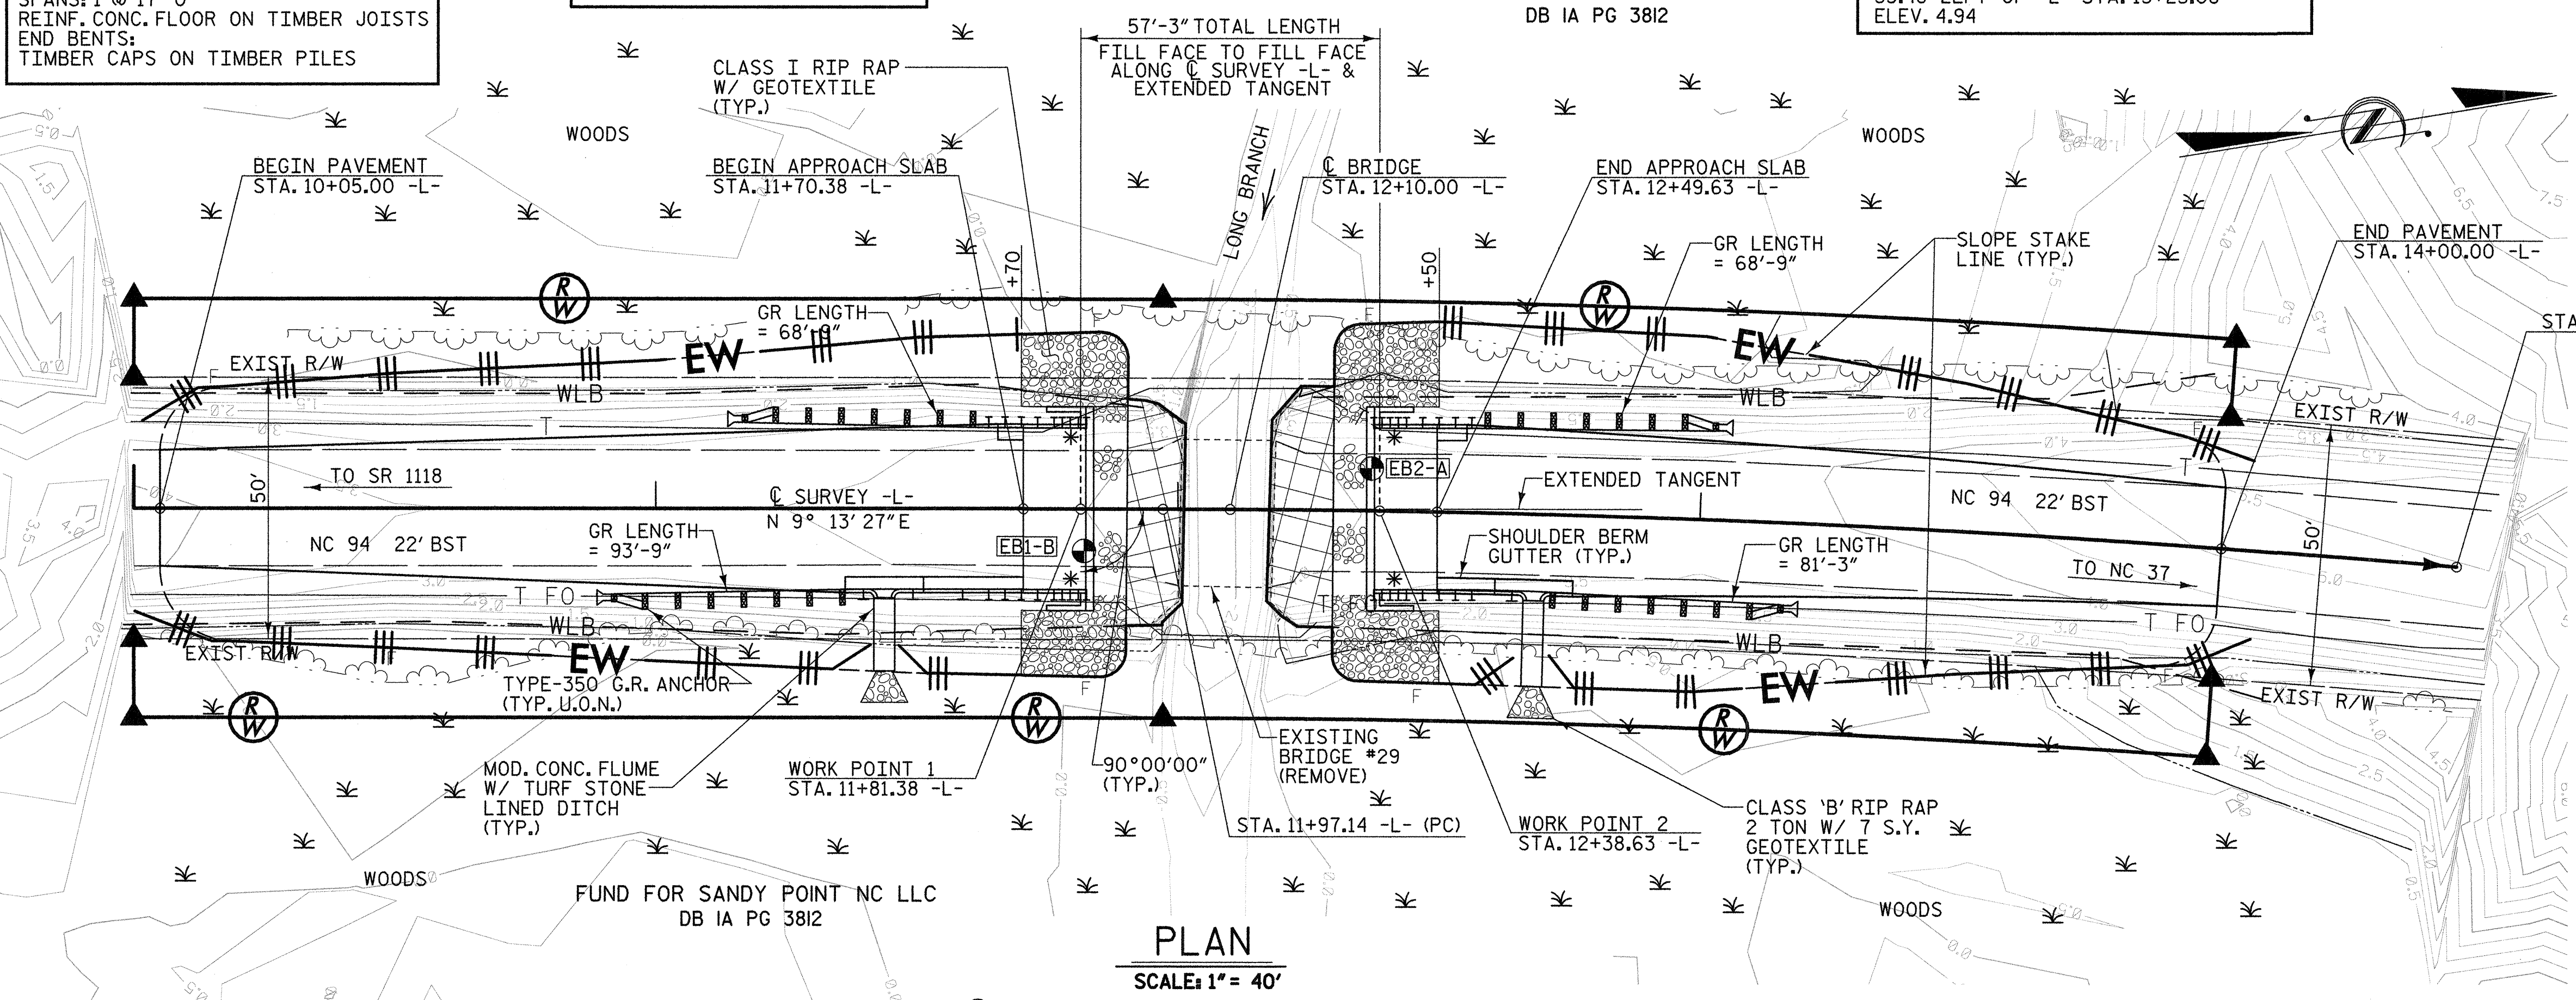 REINF. CONC. FLOOR ON TIMBER JOISTS
END BENTS:
TIMBER CAPS ON TIMBER PILES
DB 1A PG 3812
ELEV. 4.94
57'-3" TOTAL LENGTH
FILL FACE TO FILL FACE
ALONG ℄ SURVEY -L- &
EXTENDED TANGENT
CLASS I RIP RAP
W/ GEOTEXTILE
(TYP.)
WOODS
WOODS
LONG BRANCH
BEGIN PAVEMENT
STA. 10+05.00 -L-
BEGIN APPROACH SLAB
STA. 11+70.38 -L-
℄ BRIDGE
STA. 12+10.00 -L-
END APPROACH SLAB
STA. 12+49.63 -L-
END PAVEMENT
STA. 14+00.00 -L-
+70
+50
GR LENGTH
= 68'-9"
SLOPE STAKE
LINE (TYP.)
R/W
R/W
GR LENGTH
= 68'-9"
STA
EXIST R/W
F
F
F
EW
EW
WLB
WLB
EXIST R/W
T
T
F
TO SR 1118
50'
℄ SURVEY -L-
N 9° 13' 27" E
EB2-A
EXTENDED TANGENT
NC 94 22' BST
50'
NC 94 22' BST
GR LENGTH
= 93'-9"
EB1-B
SHOULDER BERM
GUTTER (TYP.)
GR LENGTH
= 81'-3"
TO NC 37
T FO
T
T FO
WLB
WLB
EXIST R/W
EW
EW
EXIST R/W
F
F
TYPE-350 G.R. ANCHOR
(TYP. U.O.N.)
R/W
R/W
R/W
MOD. CONC. FLUME
W/ TURF STONE
LINED DITCH
(TYP.)
WORK POINT 1
STA. 11+81.38 -L-
90°00'00"
(TYP.)
EXISTING
BRIDGE #29
(REMOVE)
STA. 11+97.14 -L- (PC)
WORK POINT 2
STA. 12+38.63 -L-
CLASS 'B' RIP RAP
2 TON W/ 7 S.Y.
GEOTEXTILE
(TYP.)
WOODS
FUND FOR SANDY POINT NC LLC
DB 1A PG 3812
WOODS
PLAN
SCALE: 1" = 40'